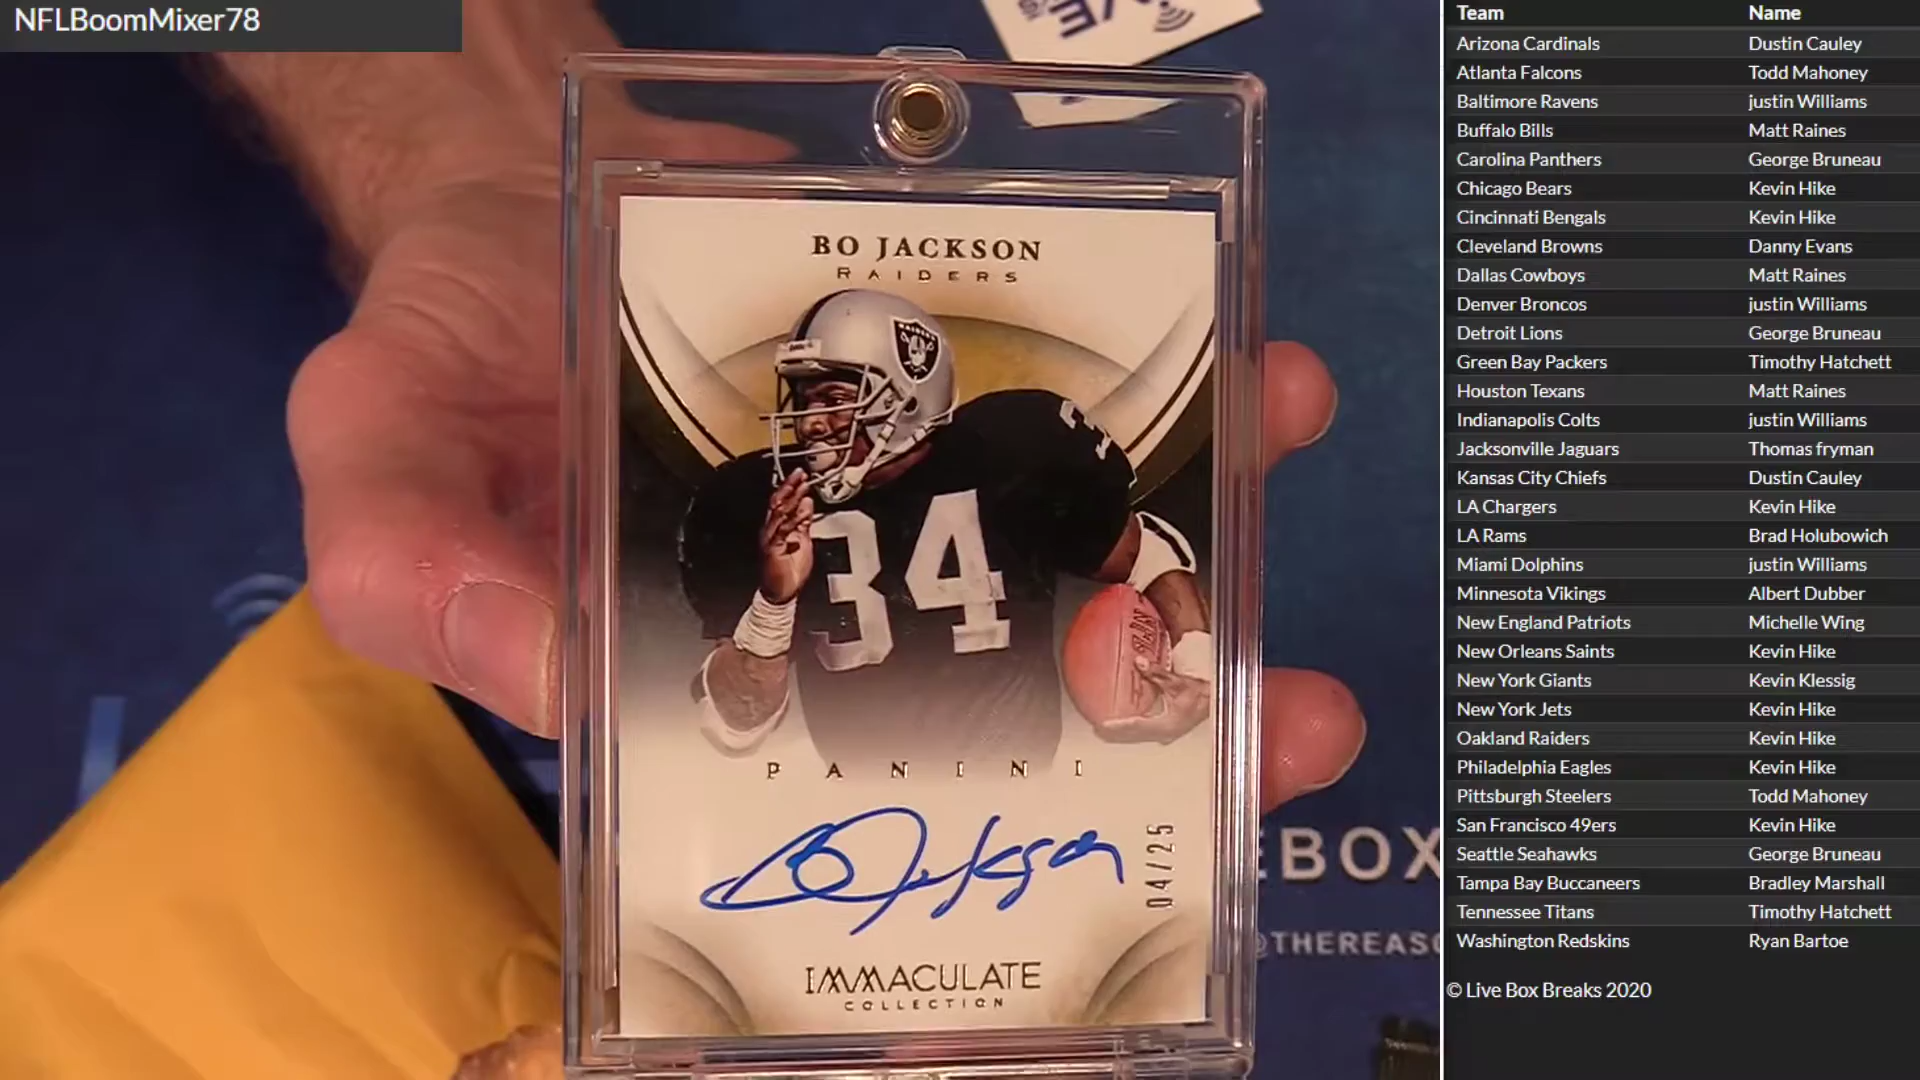 NFLBoomMixer78
BO JACKSON
RAIDERS
RAIDERS
34
PANINI
04/25
IMMACULATE
COLLECTION
EBOX
@THEREASO
Team Name
Arizona Cardinals Dustin Cauley
Atlanta Falcons Todd Mahoney
Baltimore Ravens justin Williams
Buffalo Bills Matt Raines
Carolina Panthers George Bruneau
Chicago Bears Kevin Hike
Cincinnati Bengals Kevin Hike
Cleveland Browns Danny Evans
Dallas Cowboys Matt Raines
Denver Broncos justin Williams
Detroit Lions George Bruneau
Green Bay Packers Timothy Hatchett
Houston Texans Matt Raines
Indianapolis Colts justin Williams
Jacksonville Jaguars Thomas fryman
Kansas City Chiefs Dustin Cauley
LA Chargers Kevin Hike
LA Rams Brad Holubowich
Miami Dolphins justin Williams
Minnesota Vikings Albert Dubber
New England Patriots Michelle Wing
New Orleans Saints Kevin Hike
New York Giants Kevin Klessig
New York Jets Kevin Hike
Oakland Raiders Kevin Hike
Philadelphia Eagles Kevin Hike
Pittsburgh Steelers Todd Mahoney
San Francisco 49ers Kevin Hike
Seattle Seahawks George Bruneau
Tampa Bay Buccaneers Bradley Marshall
Tennessee Titans Timothy Hatchett
Washington Redskins Ryan Bartoe
© Live Box Breaks 2020